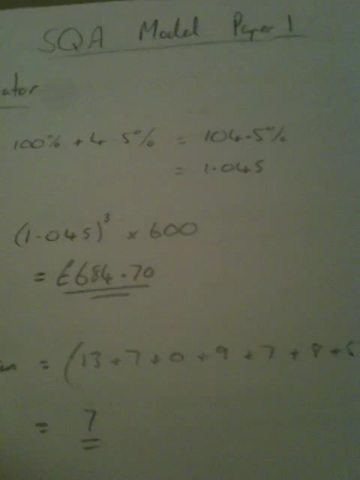 SQA Model Paper 1
ator
100% + 4.5% = 104.5%
= 1.045
(1.045)³ × 600
= £684.70
= (13+7+0+9+7+8+
= 7